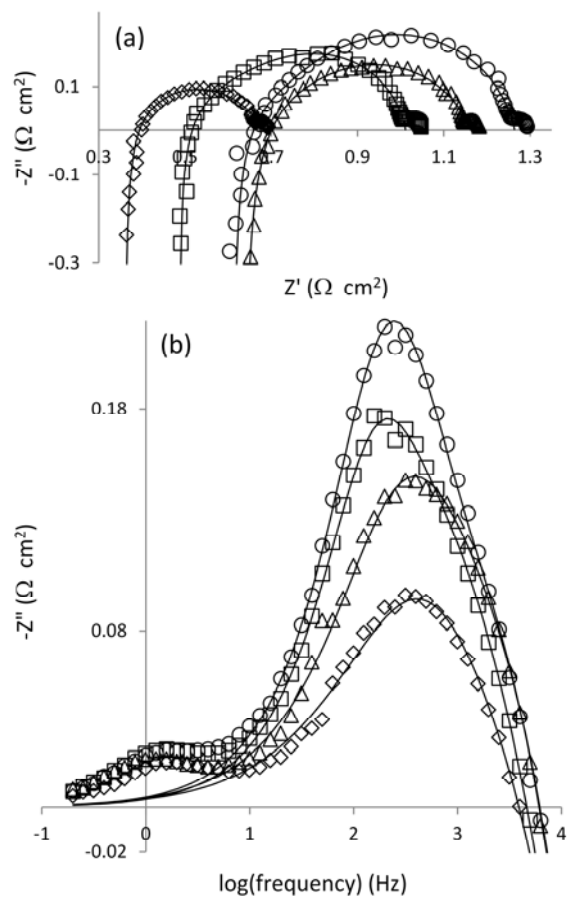 (a)
0.1
0.3 0.5 0.7 0.9 1.1 1.3
-0.1
-0.3
-Z'' (Ω cm²)
Z' (Ω cm²)
(b)
0.18
0.08
-0.02
-Z'' (Ω cm²)
-1 0 1 2 3 4
log(frequency) (Hz)